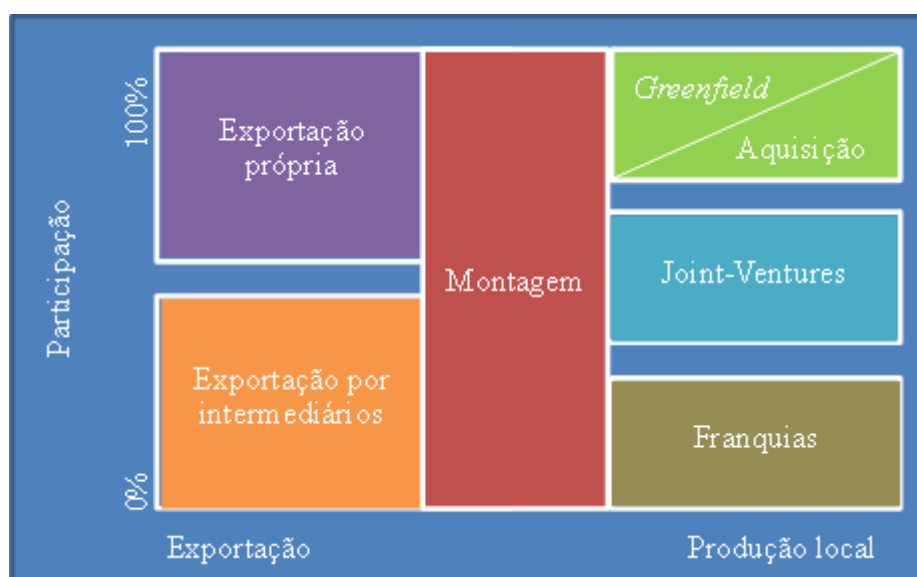 Participação
100%
0%
Exportação
própria
Exportação por
intermediários
Montagem
Greenfield
Aquisição
Joint-Ventures
Franquias
Exportação
Produção local